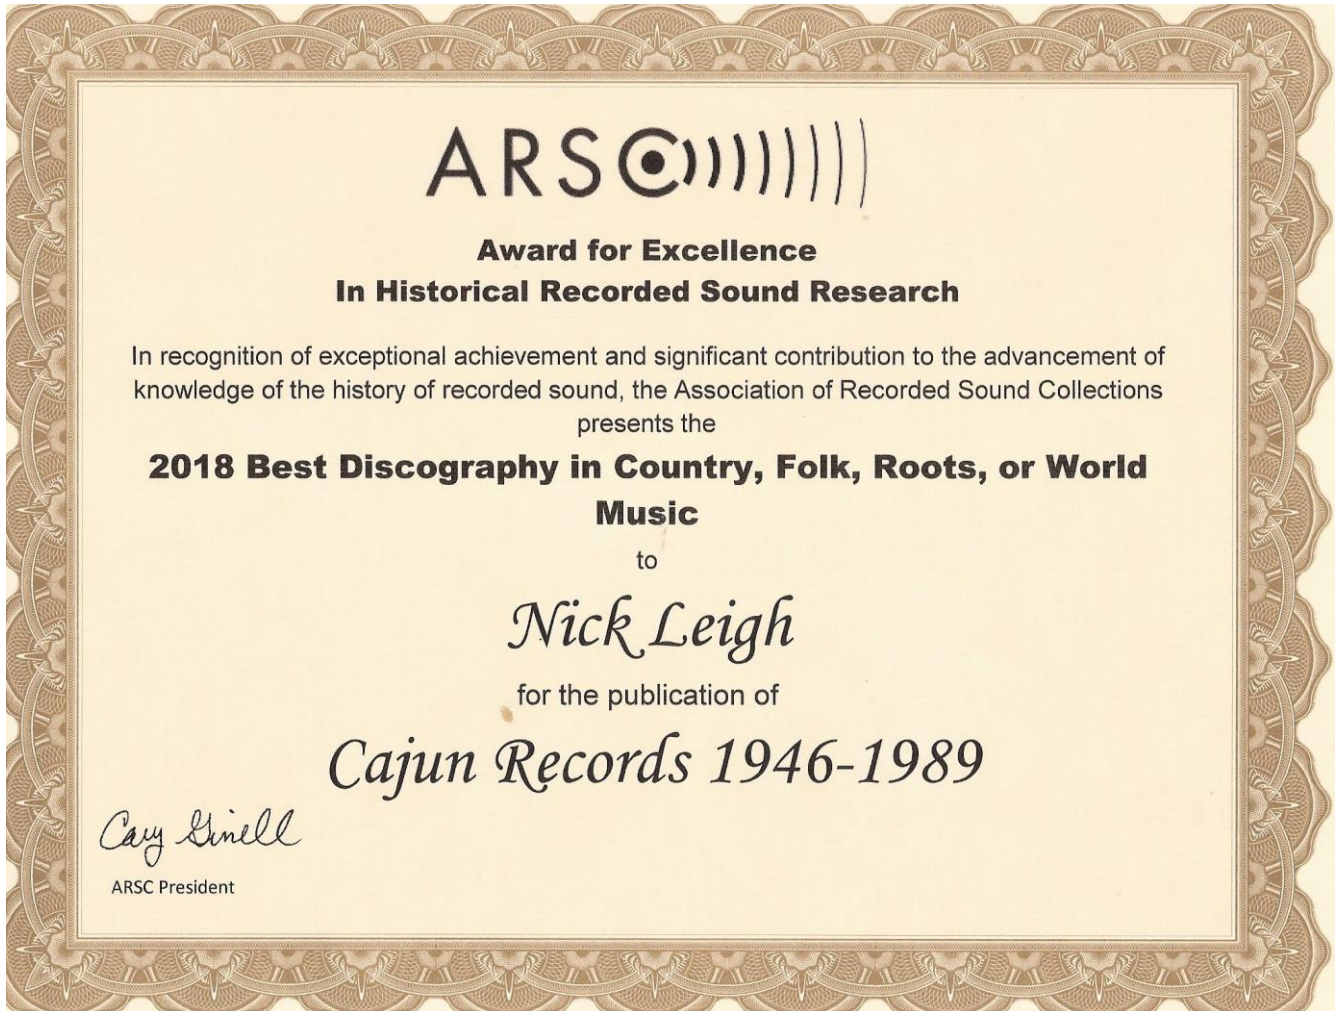 ARSC
Award for Excellence
In Historical Recorded Sound Research
In recognition of exceptional achievement and significant contribution to the advancement of
knowledge of the history of recorded sound, the Association of Recorded Sound Collections
presents the
2018 Best Discography in Country, Folk, Roots, or World
Music
to
Nick Leigh
for the publication of
Cajun Records 1946-1989
Cary Ginell
ARSC President